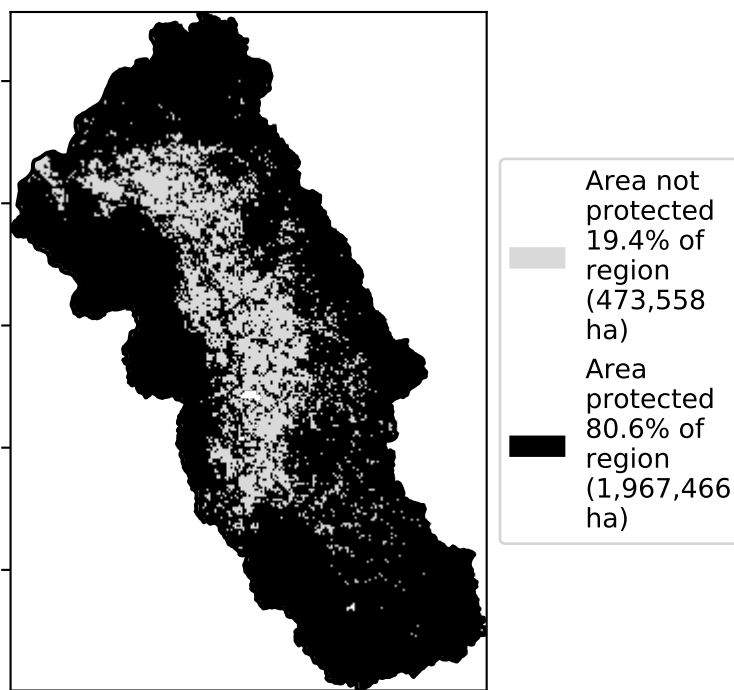 Area not
protected
19.4% of
region
(473,558
ha)
Area
protected
80.6% of
region
(1,967,466
ha)